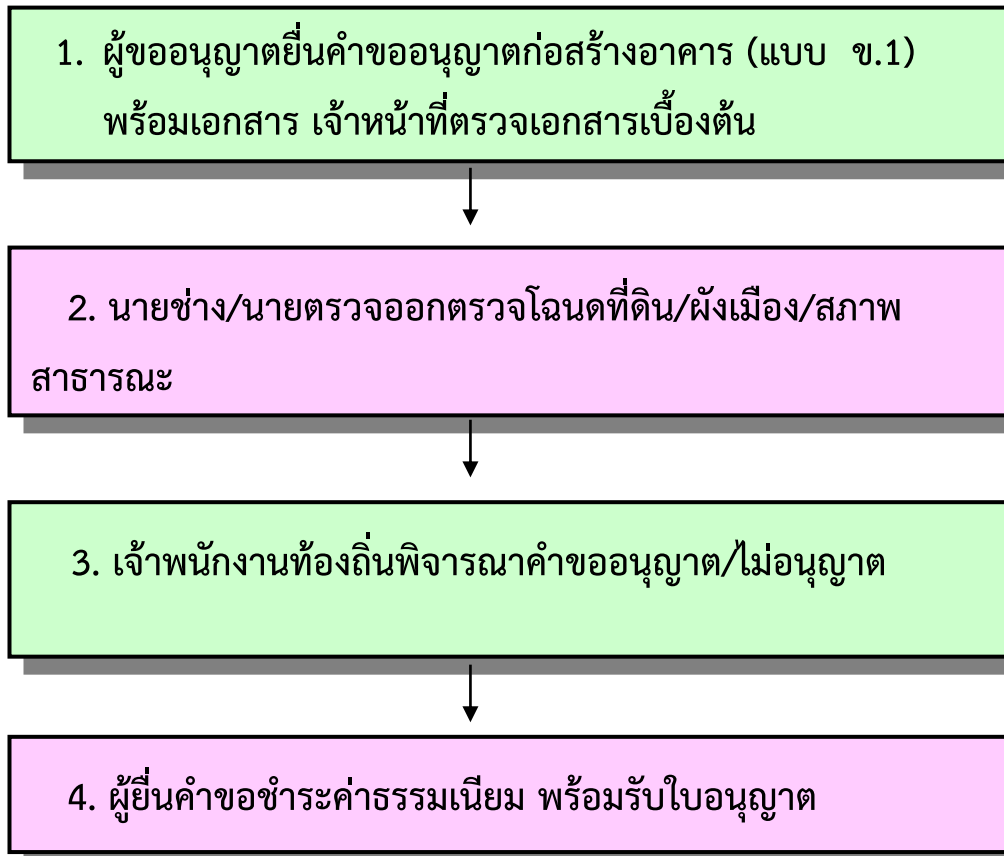 1. ผู้ขออนุญาตยื่นคำขออนุญาตก่อสร้างอาคาร (แบบ ข.1)
พร้อมเอกสาร เจ้าหน้าที่ตรวจเอกสารเบื้องต้น
2. นายช่าง/นายตรวจออกตรวจโฉนดที่ดิน/ผังเมือง/สภาพ
สาธารณะ
3. เจ้าพนักงานท้องถิ่นพิจารณาคำขออนุญาต/ไม่อนุญาต
4. ผู้ยื่นคำขอชำระค่าธรรมเนียม พร้อมรับใบอนุญาต